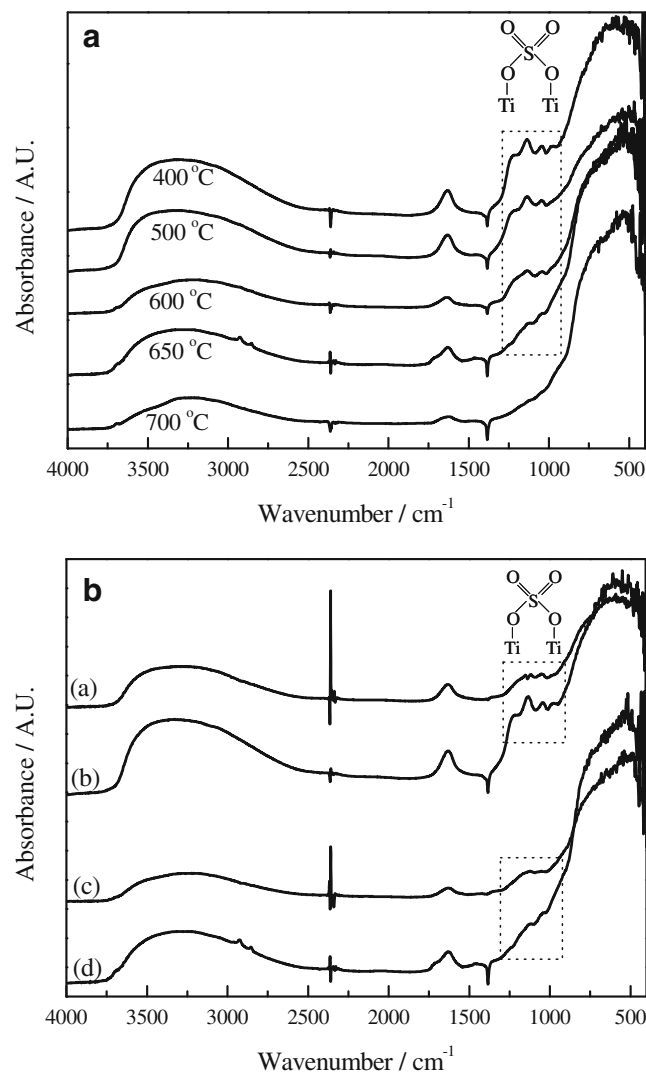 a
O O
S
O O
Ti Ti
400 °C
500 °C
600 °C
650 °C
700 °C
Absorbance / A.U.
4000 3500 3000 2500 2000 1500 1000 500
Wavenumber / cm-1
b
O O
S
O O
Ti Ti
(a)
(b)
(c)
(d)
Absorbance / A.U.
4000 3500 3000 2500 2000 1500 1000 500
Wavenumber / cm-1